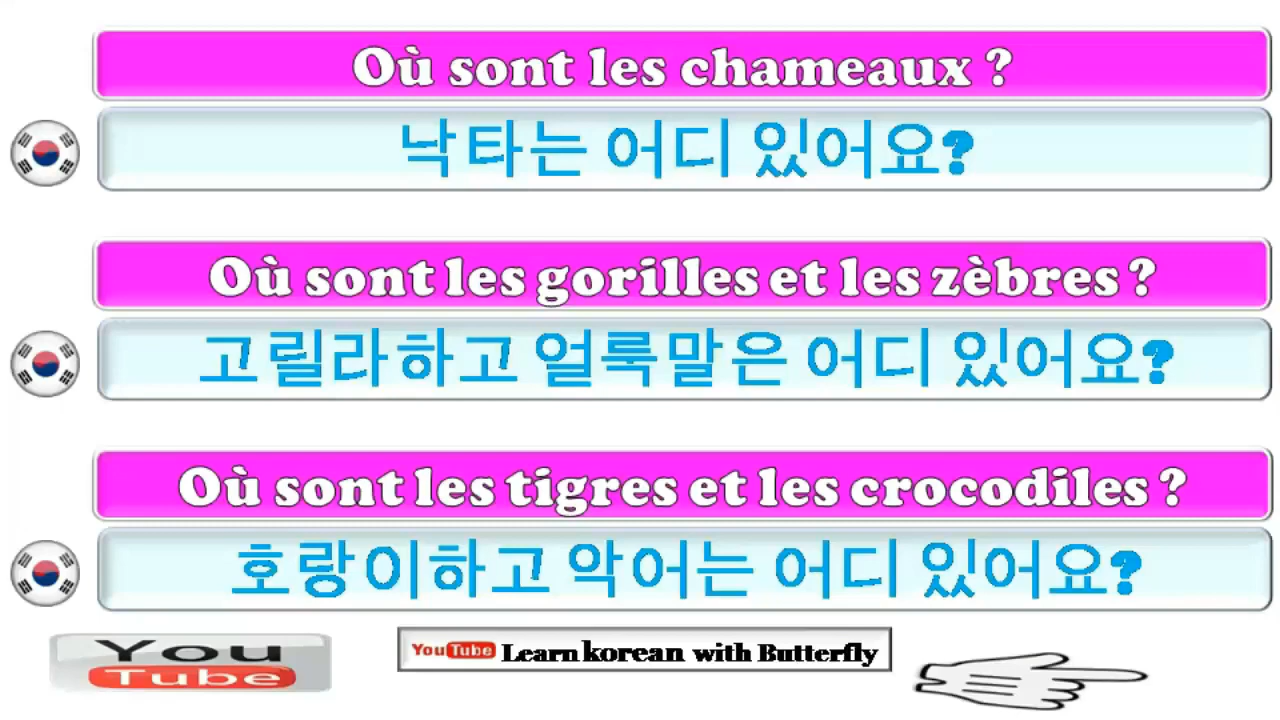 Où sont les chameaux ?
낙타는 어디 있어요?
Où sont les gorilles et les zèbres ?
고릴라하고 얼룩말은 어디 있어요?
Où sont les tigres et les crocodiles ?
호랑이하고 악어는 어디 있어요?
You
Tube
YouTube Learn korean with Butterfly